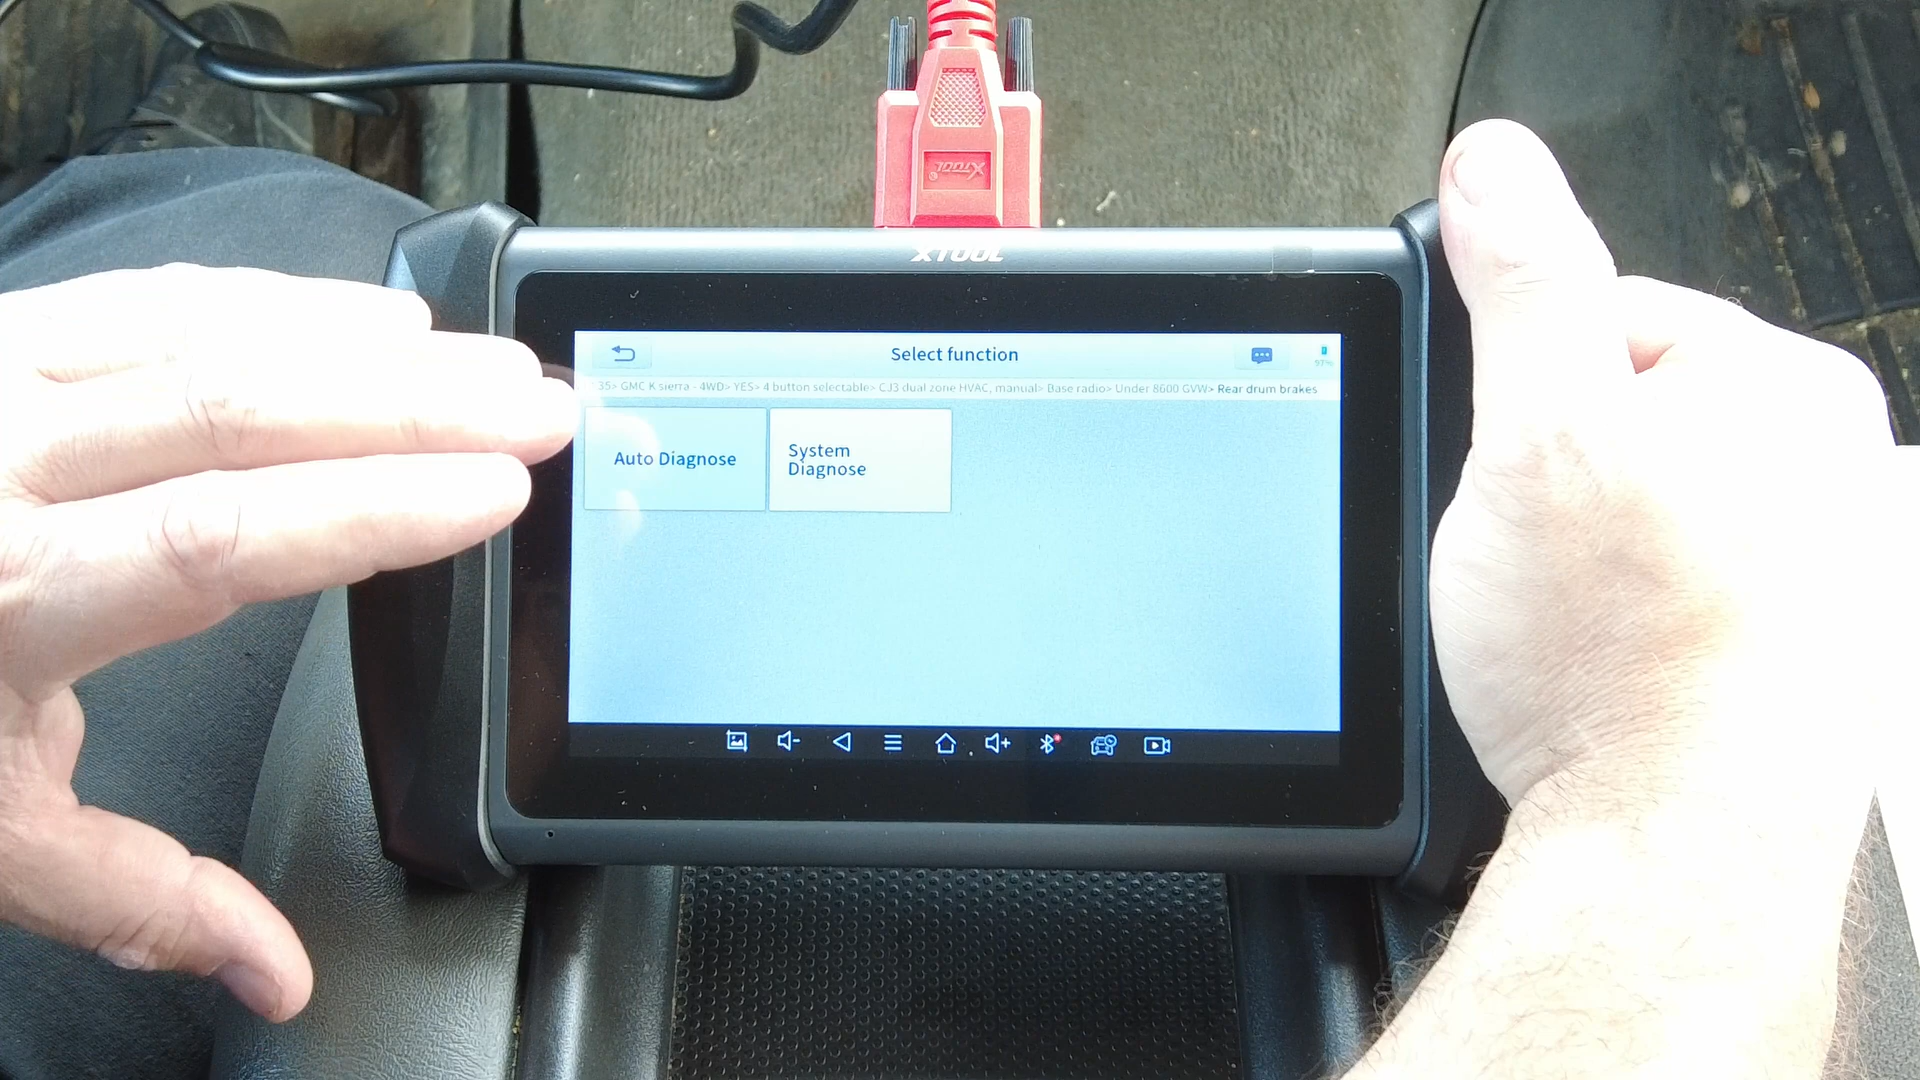 XTOOL
XTOOL
Select function
35> GMC K sierra - 4WD> YES> 4 button selectable> CJ3 dual zone HVAC, manual> Base radio> Under 8600 GVW> Rear drum brakes
Auto Diagnose
System
Diagnose